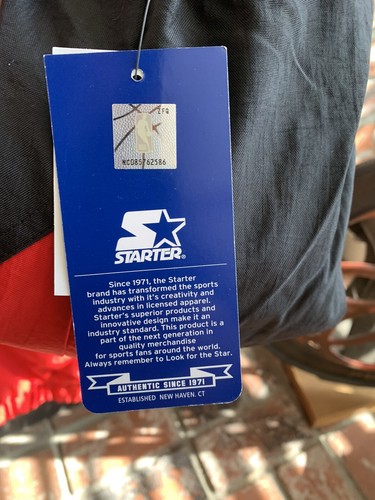 2FQ
NC085762586
STARTER®
Since 1971, the Starter
brand has transformed the sports
industry with it's creativity and
advances in licensed apparel.
Starter's superior products and
innovative design make it an
industry standard. This product is a
part of the next generation in
quality merchandise
for sports fans around the world.
Always remember to Look for the Star.
AUTHENTIC SINCE 1971
ESTABLISHED NEW HAVEN, CT